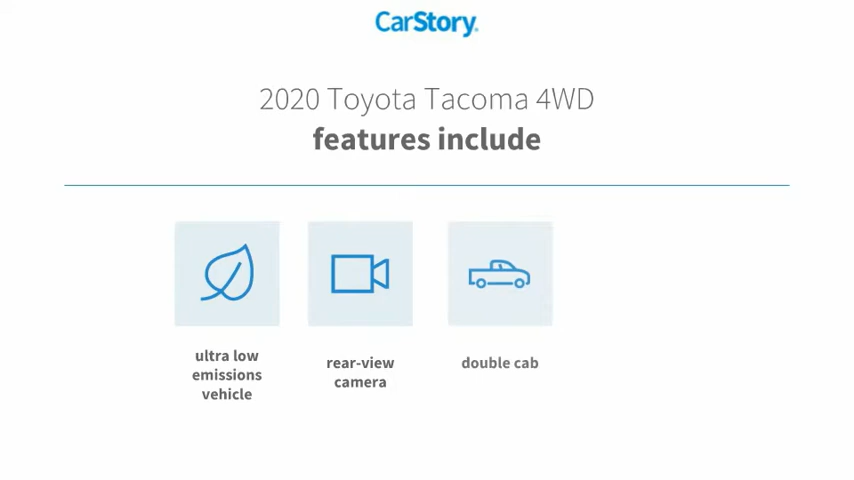 CarStory.
2020 Toyota Tacoma 4WD
features include
ultra low
emissions
vehicle
rear-view
camera
double cab